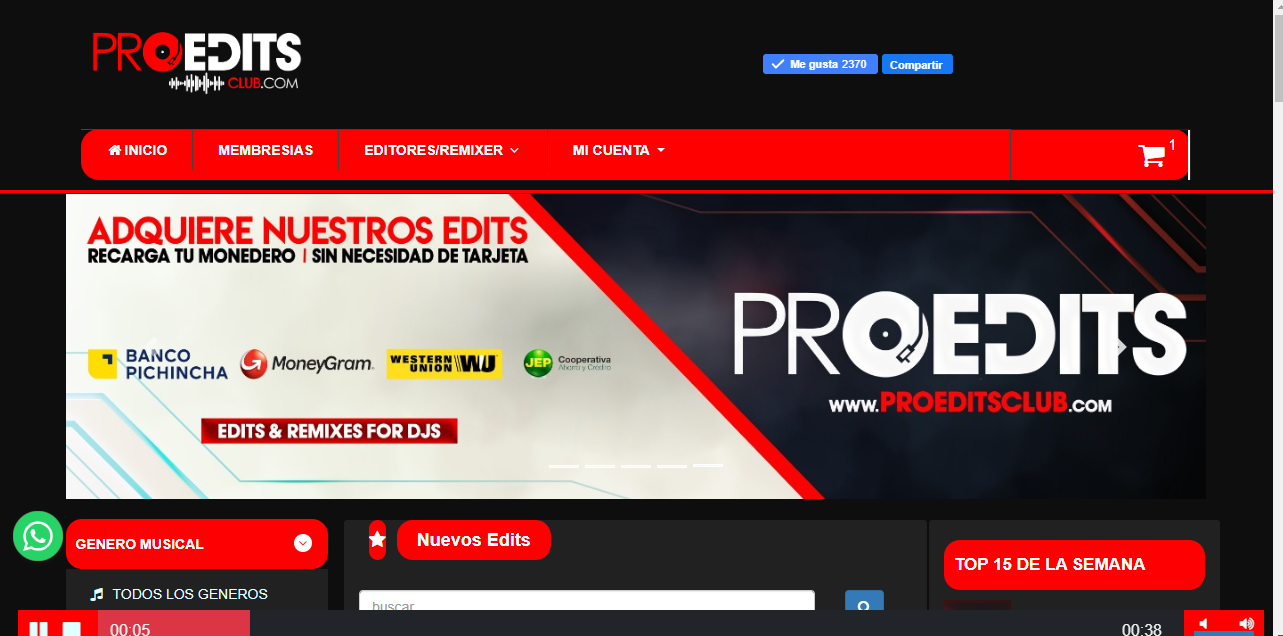 PROEDITS
CLUB.COM
Me gusta 2370
Compartir
INICIO
MEMBRESIAS
EDITORES/REMIXER
MI CUENTA
1
ADQUIERE NUESTROS EDITS
RECARGA TU MONEDERO | SIN NECESIDAD DE TARJETA
BANCO
PICHINCHA
MoneyGram.
WESTERN
UNION
WU
JEP
Cooperativa
Ahorro y Crédito
EDITS & REMIXES FOR DJS
PROEDITS
WWW.PROEDITSCLUB.COM
GENERO MUSICAL
TODOS LOS GENEROS
Nuevos Edits
buscar
TOP 15 DE LA SEMANA
00:05
00:38